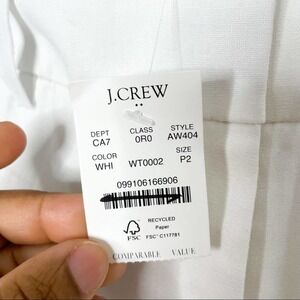 J.CREW
DEPT CLASS STYLE
CA7 0R0 AW404
COLOR SIZE
WHI WT0002 P2
099106166906
RECYCLED
Paper
FSC FSC® C117781
COMPARABLE VALUE